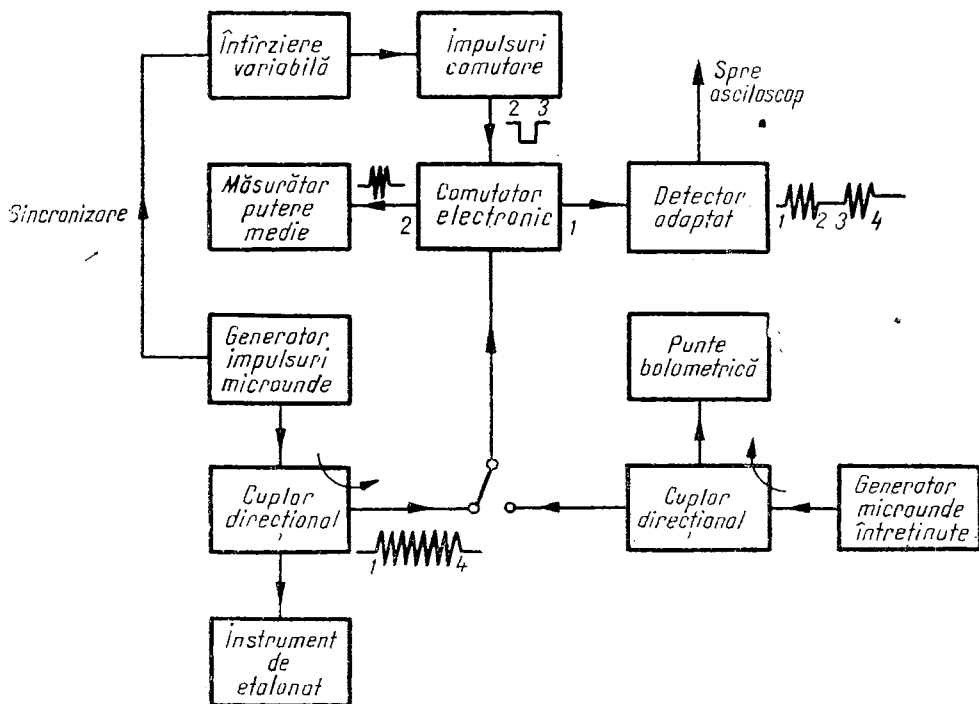 Întîrziere
variabilă
Impulsuri
comutare
2 3
Spre
osciloscop
Sincronizare
Măsurător
putere
medie
2
Comutator
electronic
1
Detector
adaptat
1 2 3 4
Generator
impulsuri
microunde
Punte
bolometrică
Cuplor
direcțional
1 4
Cuplor
direcțional
Generator
microunde
întreținute
Instrument
de
etalonat